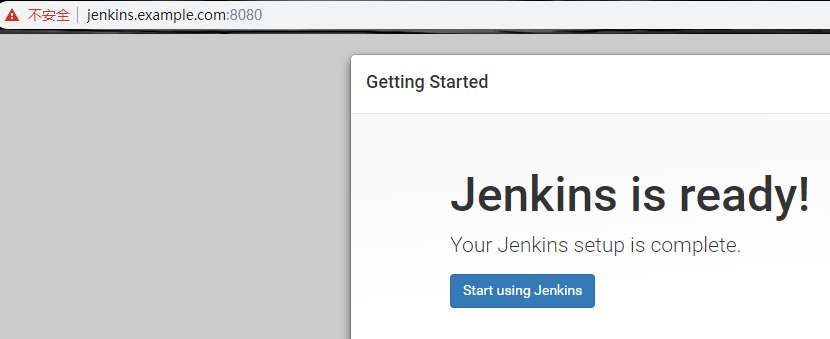 不安全 jenkins.example.com:8080
Getting Started
Jenkins is ready!
Your Jenkins setup is complete.
Start using Jenkins